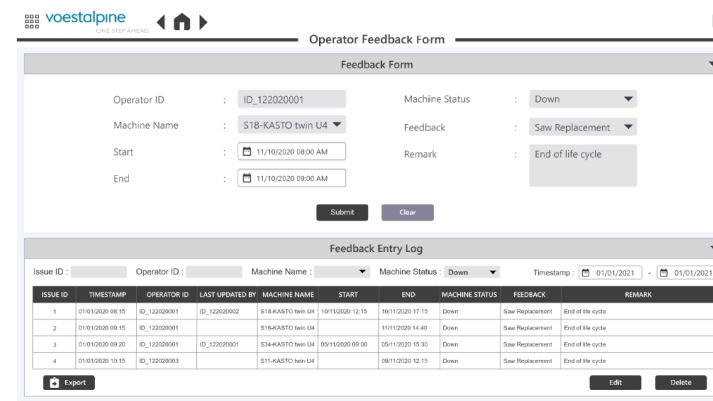 voestalpine
ONE STEP AHEAD.
Operator Feedback Form
Feedback Form
Operator ID : ID_122020001 Machine Status : Down
Machine Name : S18-KASTO twin U4 Feedback : Saw Replacement
Start : 11/10/2020 08:00 AM Remark : End of life cycle
End : 11/10/2020 09:00 AM
Submit Clear
Feedback Entry Log
Issue ID : Operator ID : Machine Name : Machine Status : Down Timestamp : 01/01/2021 - 01/01/2021
ISSUE ID TIMESTAMP OPERATOR ID LAST UPDATED BY MACHINE NAME START END MACHINE STATUS FEEDBACK REMARK
1 01/01/2020 08:15 ID_122020001 ID_122020002 S18-KASTO twin U4 10/11/2020 12:15 10/11/2020 17:15 Down Saw Replacement End of life cycle
2 01/01/2020 09:15 ID_122020001 S18-KASTO twin U4 11/11/2020 14:40 Down Saw Replacement End of life cycle
3 01/01/2020 09:20 ID_122020001 ID_122020001 S34-KASTO twin U4 05/11/2020 09:00 05/11/2020 15:30 Down Saw Replacement End of life cycle
4 01/01/2020 10:15 ID_122020003 S11-KASTO twin U4 09/11/2020 12:15 Down Saw Replacement End of life cycle
Export Edit Delete